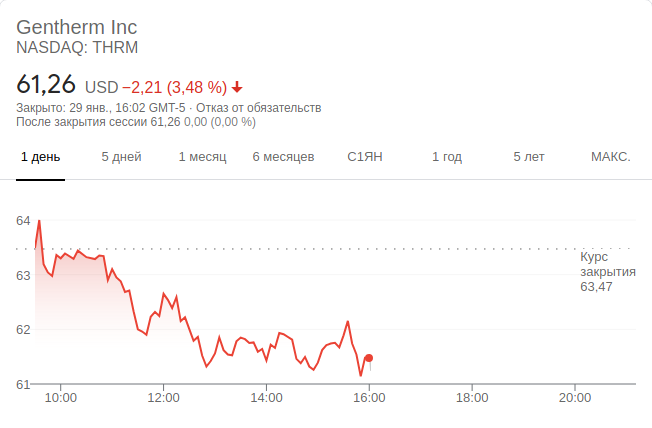 Gentherm Inc
NASDAQ: THRM
61,26 USD −2,21 (3,48 %)
Закрыто: 29 янв., 16:02 GMT-5 · Отказ от обязательств
После закрытия сессии 61,26 0,00 (0,00 %)
1 день 5 дней 1 месяц 6 месяцев С1ЯН 1 год 5 лет МАКС.
64
Курс
закрытия
63,47
63
62
61
10:00 12:00 14:00 16:00 18:00 20:00